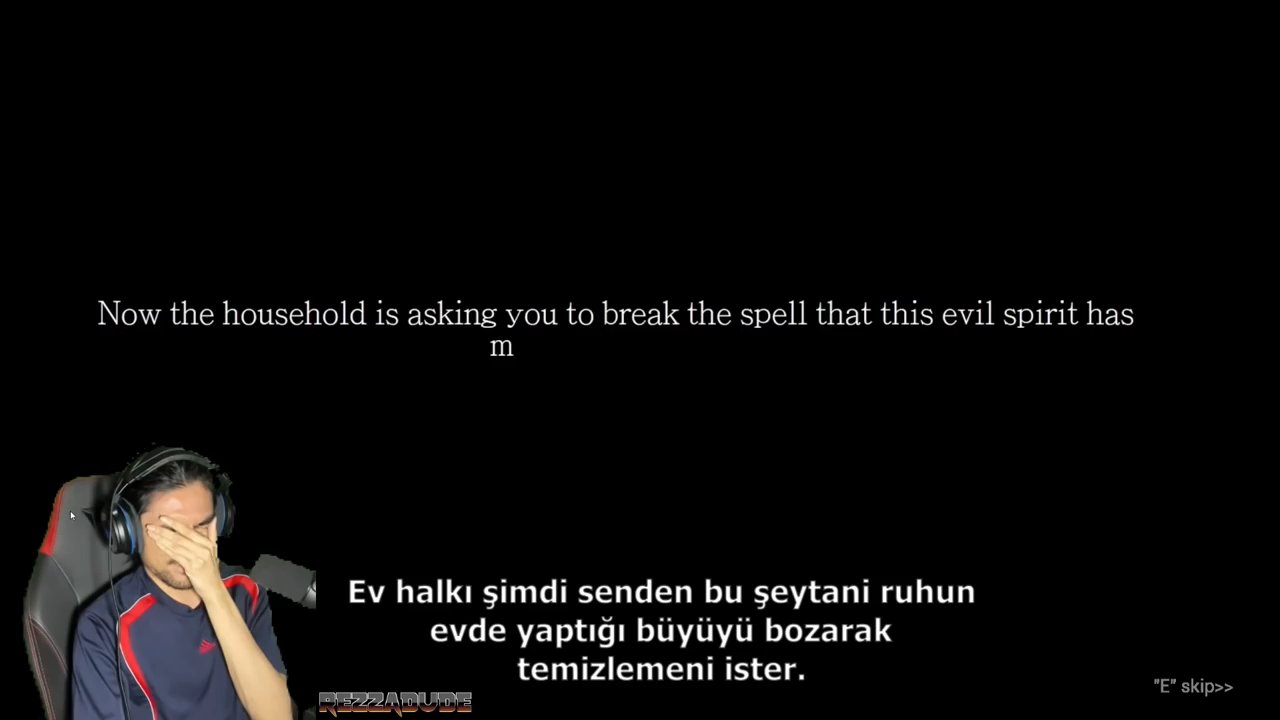 Now the household is asking you to break the spell that this evil spirit has
m
Ev halkı şimdi senden bu şeytani ruhun
evde yaptığı büyüyü bozarak
temizlemeni ister.
REZZADUDE
"E" skip>>